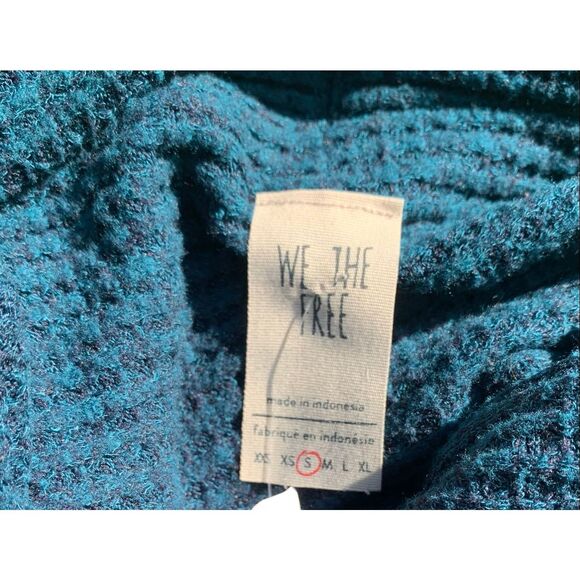 WE THE
FREE
made in indonesia
fabriqué en indonésie
XXS XS S M L XL